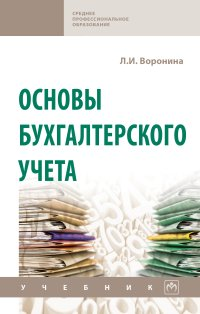 СРЕДНЕЕ
ПРОФЕССИОНАЛЬНОЕ
ОБРАЗОВАНИЕ
Л.И. Воронина
ОСНОВЫ
БУХГАЛТЕРСКОГО
УЧЕТА
УЧЕБНИК